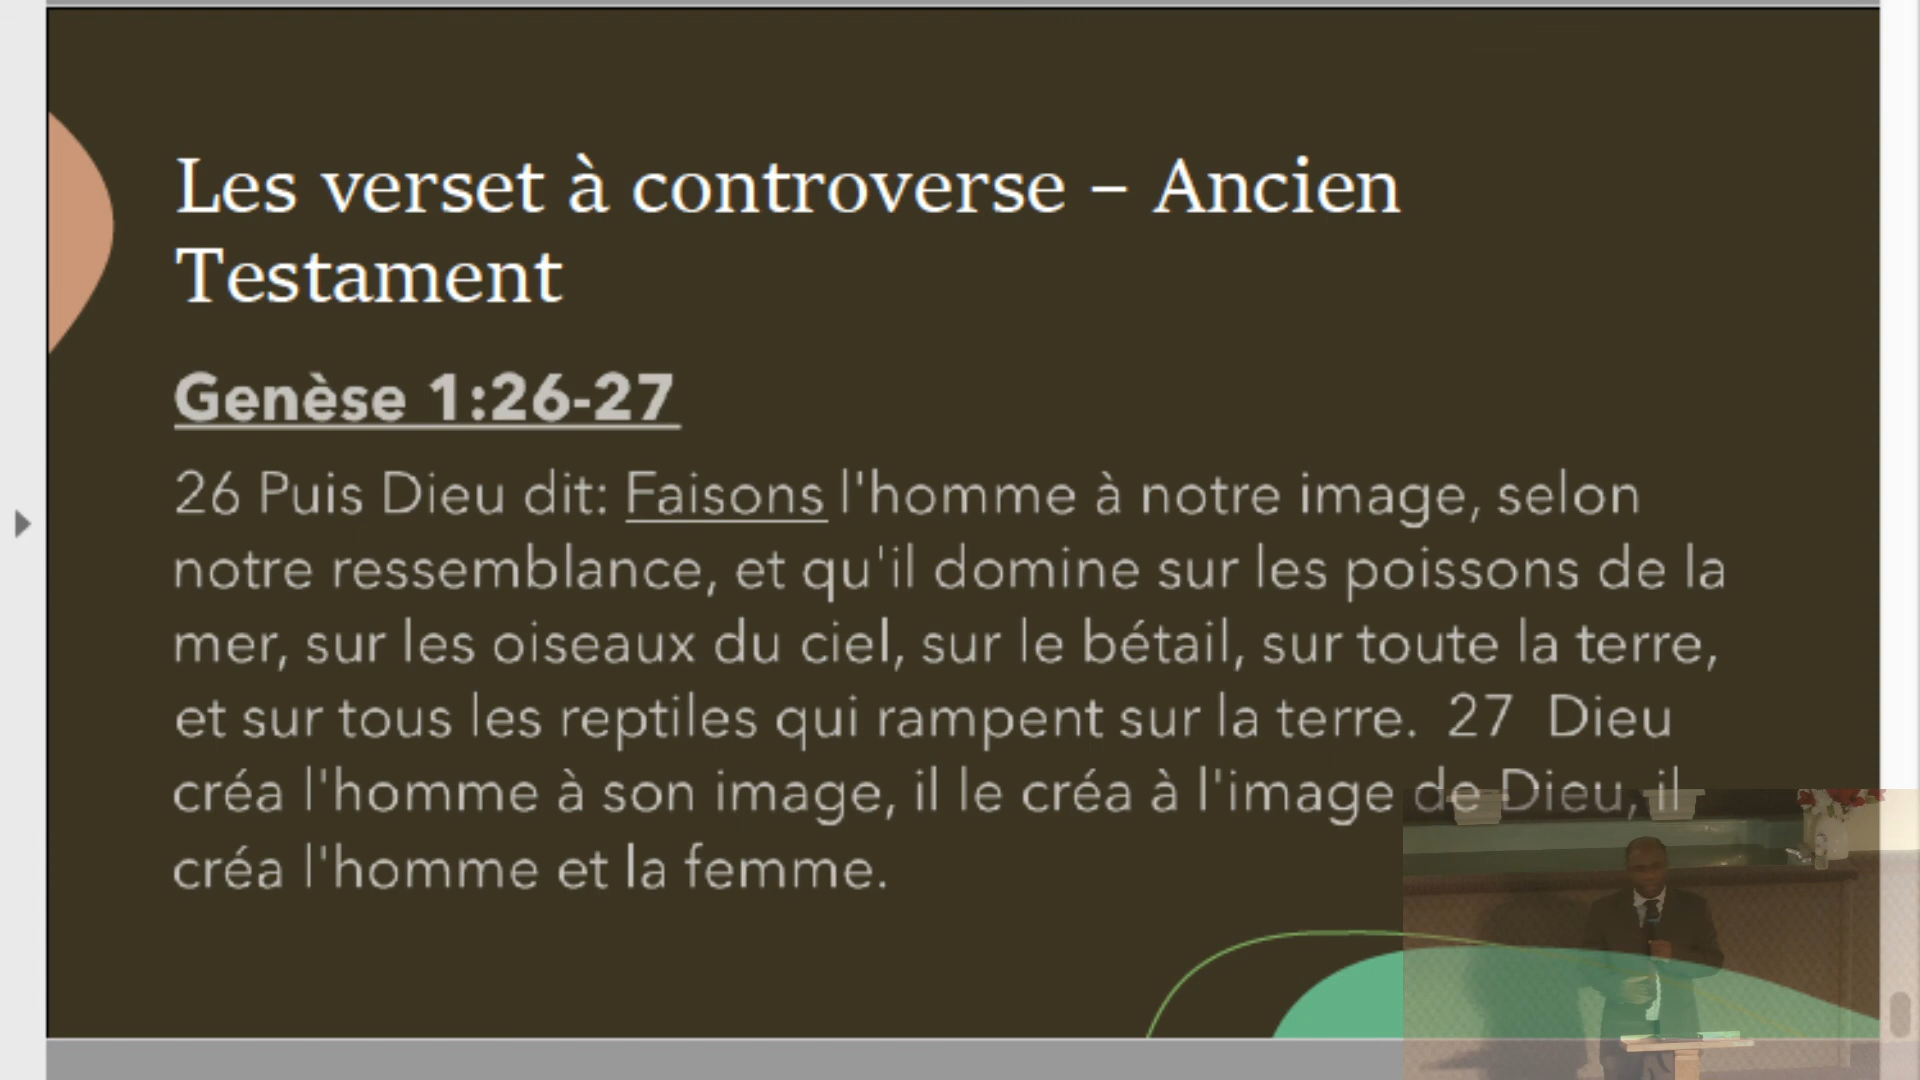 Les verset à controverse – Ancien
Testament
Genèse 1:26-27
26 Puis Dieu dit: Faisons l'homme à notre image, selon
notre ressemblance, et qu'il domine sur les poissons de la
mer, sur les oiseaux du ciel, sur le bétail, sur toute la terre,
et sur tous les reptiles qui rampent sur la terre. 27 Dieu
créa l'homme à son image, il le créa à l'image de Dieu, il
créa l'homme et la femme.